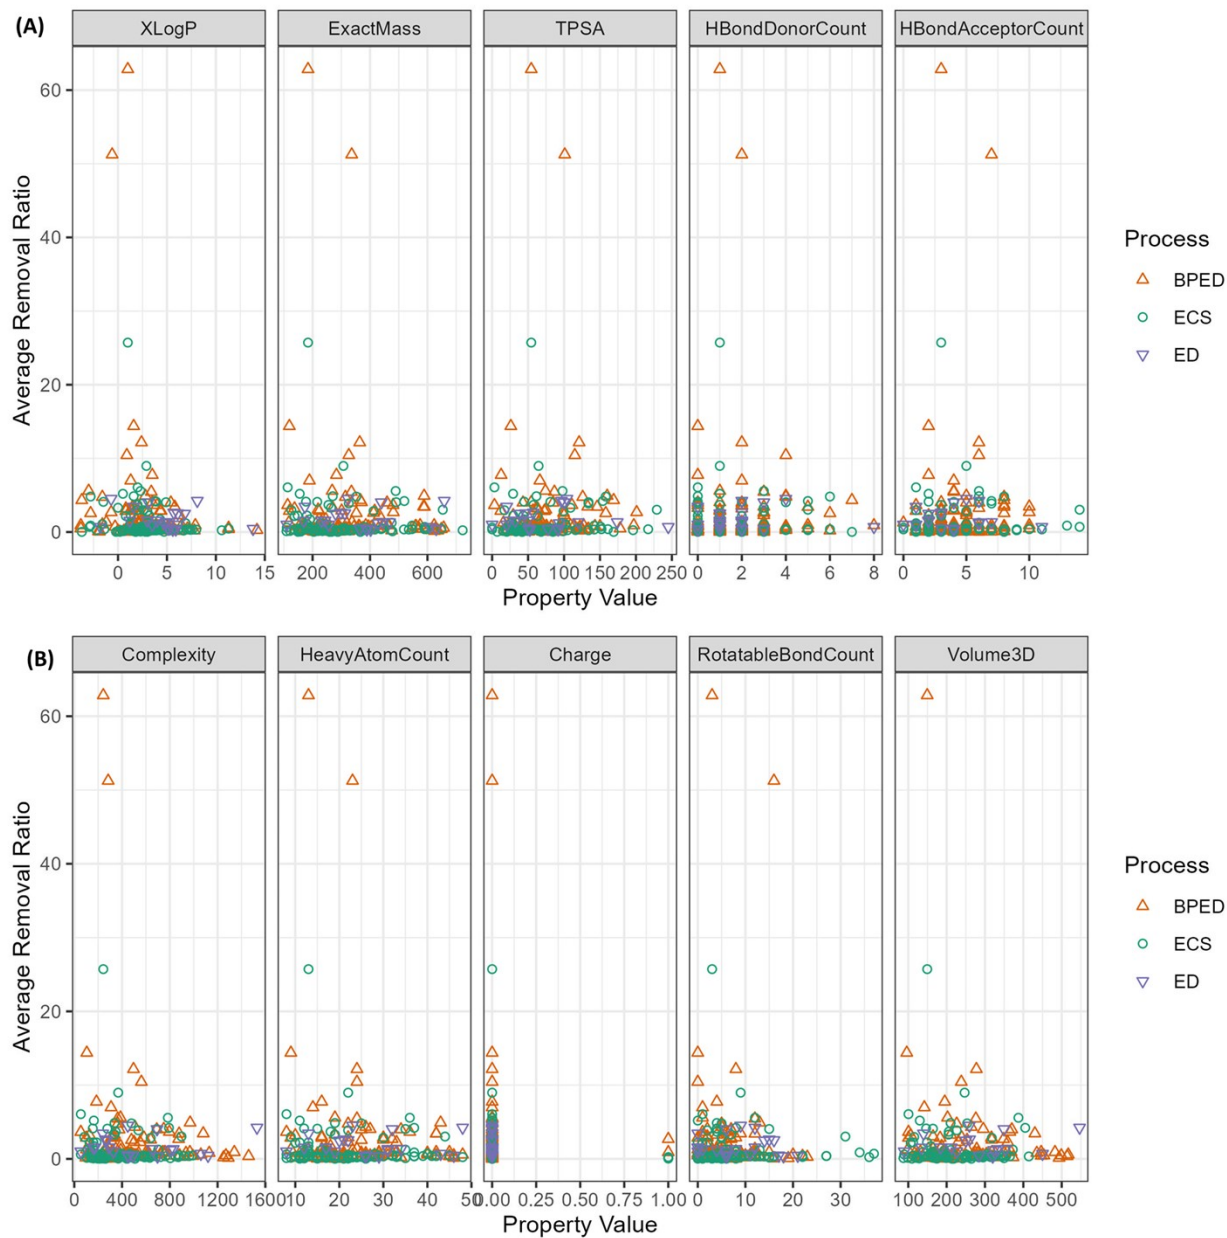 (A)
XLogP ExactMass TPSA HBondDonorCount HBondAcceptorCount
60
40
20
0
Average Removal Ratio
0 5 10 15 200 400 600 0 50 100 150 200 250 0 2 4 6 8 0 5 10
Property Value
Process
BPED
ECS
ED
(B)
Complexity HeavyAtomCount Charge RotatableBondCount Volume3D
60
40
20
0
Average Removal Ratio
0 400 800 1200 1600 10 20 30 40 50 0.00 0.25 0.50 0.75 1.00 0 10 20 30 100 200 300 400 500
Property Value
Process
BPED
ECS
ED